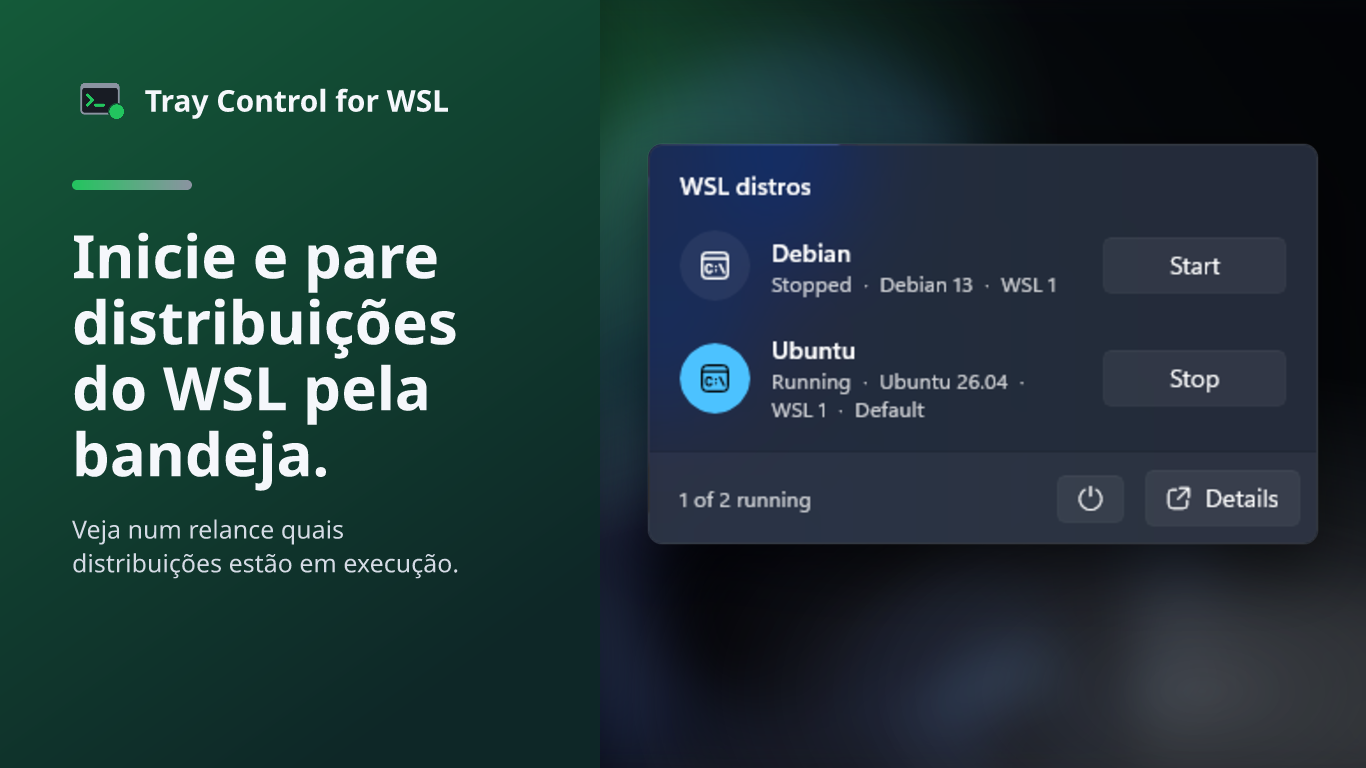 Tray Control for WSL
Inicie e pare
distribuições
do WSL pela
bandeja.
Veja num relance quais
distribuições estão em execução.
WSL distros
C:\
Debian
Stopped · Debian 13 · WSL 1
Start
C:\
Ubuntu
Running · Ubuntu 26.04 ·
WSL 1 · Default
Stop
1 of 2 running
Details